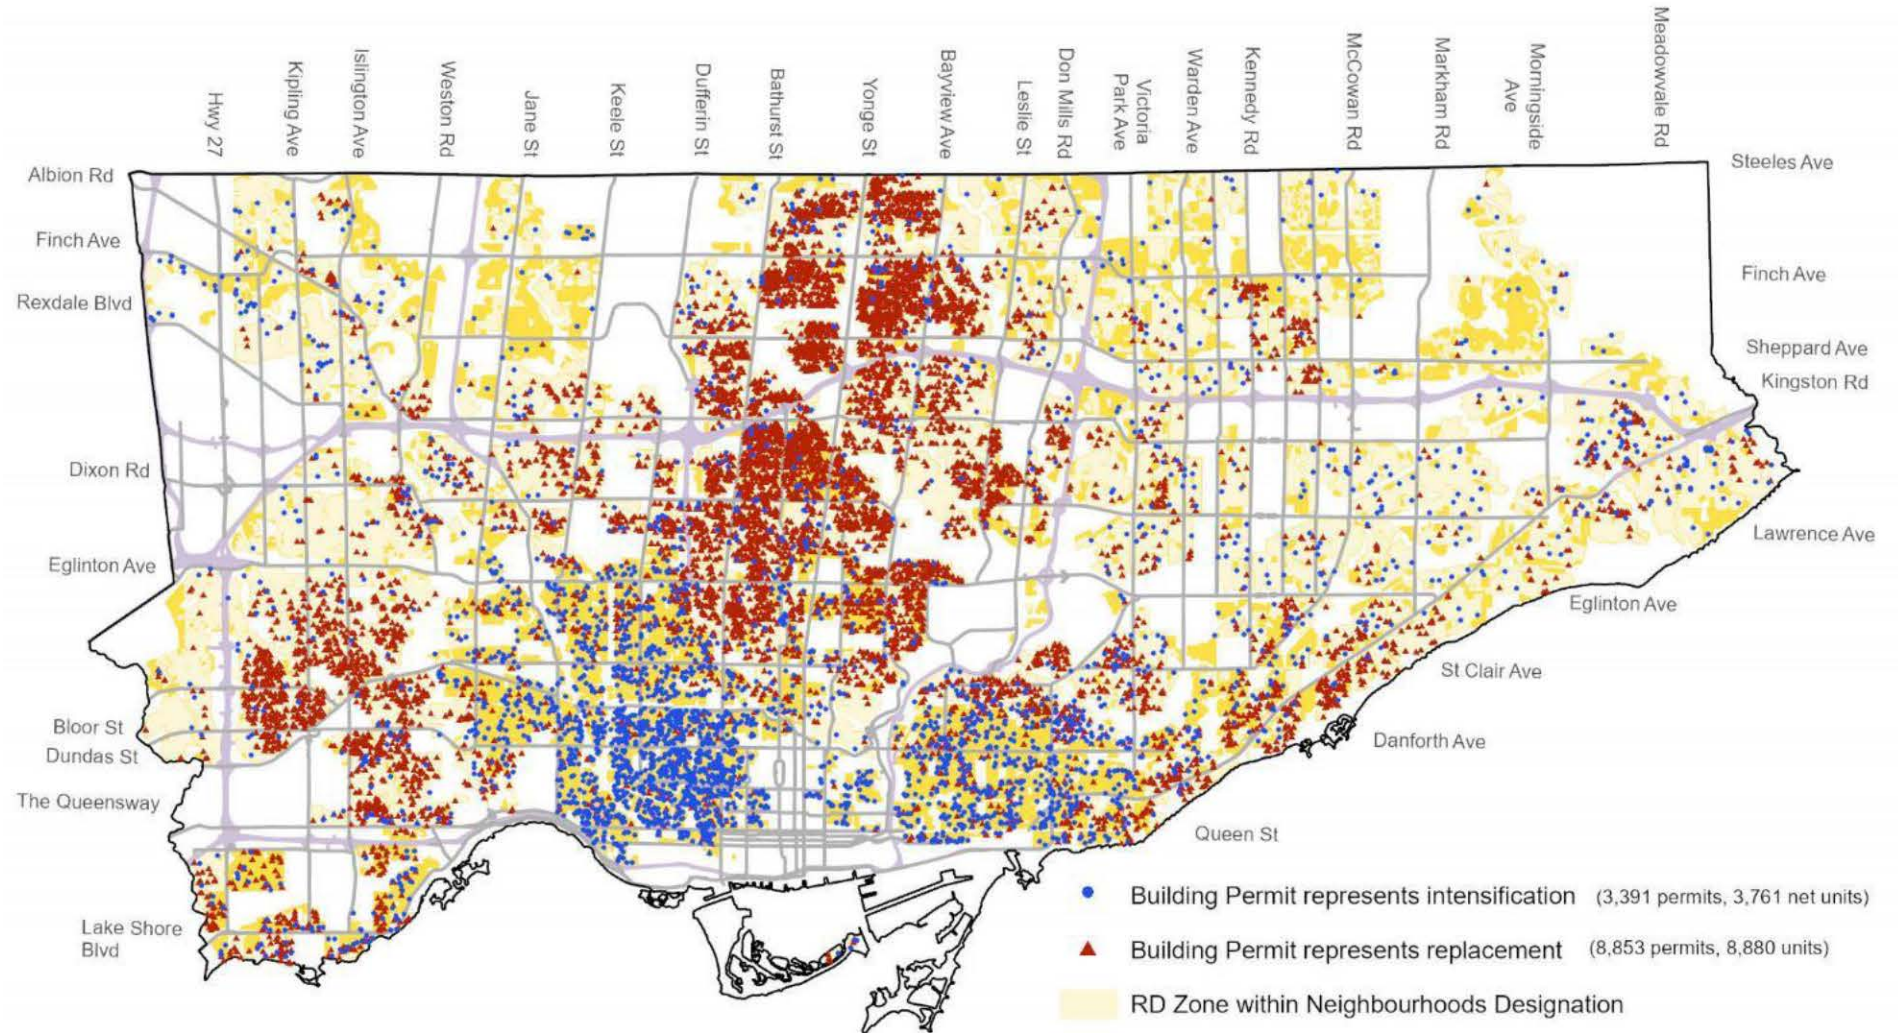 Hwy 27
Kipling Ave
Islington Ave
Weston Rd
Jane St
Keele St
Dufferin St
Bathurst St
Yonge St
Bayview Ave
Leslie St
Don Mills Rd
Victoria
Park Ave
Warden Ave
Kennedy Rd
McCowan Rd
Markham Rd
Morningside
Ave
Meadowvale Rd
Albion Rd
Finch Ave
Rexdale Blvd
Dixon Rd
Eglinton Ave
Bloor St
Dundas St
The Queensway
Lake Shore
Blvd
Steeles Ave
Finch Ave
Sheppard Ave
Kingston Rd
Lawrence Ave
Eglinton Ave
St Clair Ave
Danforth Ave
Queen St
Building Permit represents intensification (3,391 permits, 3,761 net units)
Building Permit represents replacement (8,853 permits, 8,880 units)
RD Zone within Neighbourhoods Designation